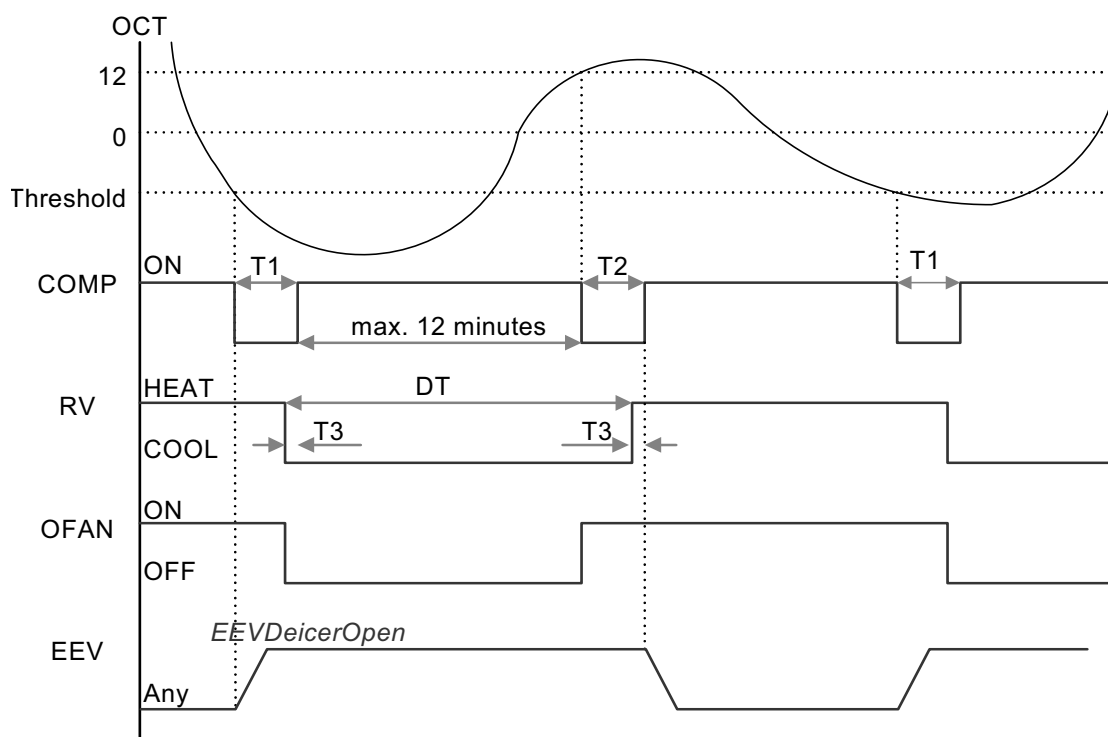 OCT
12
0
Threshold
ON
T1
T2
T1
COMP
max. 12 minutes
HEAT
DT
RV
T3
T3
COOL
ON
OFAN
OFF
EEVDeicerOpen
EEV
Any